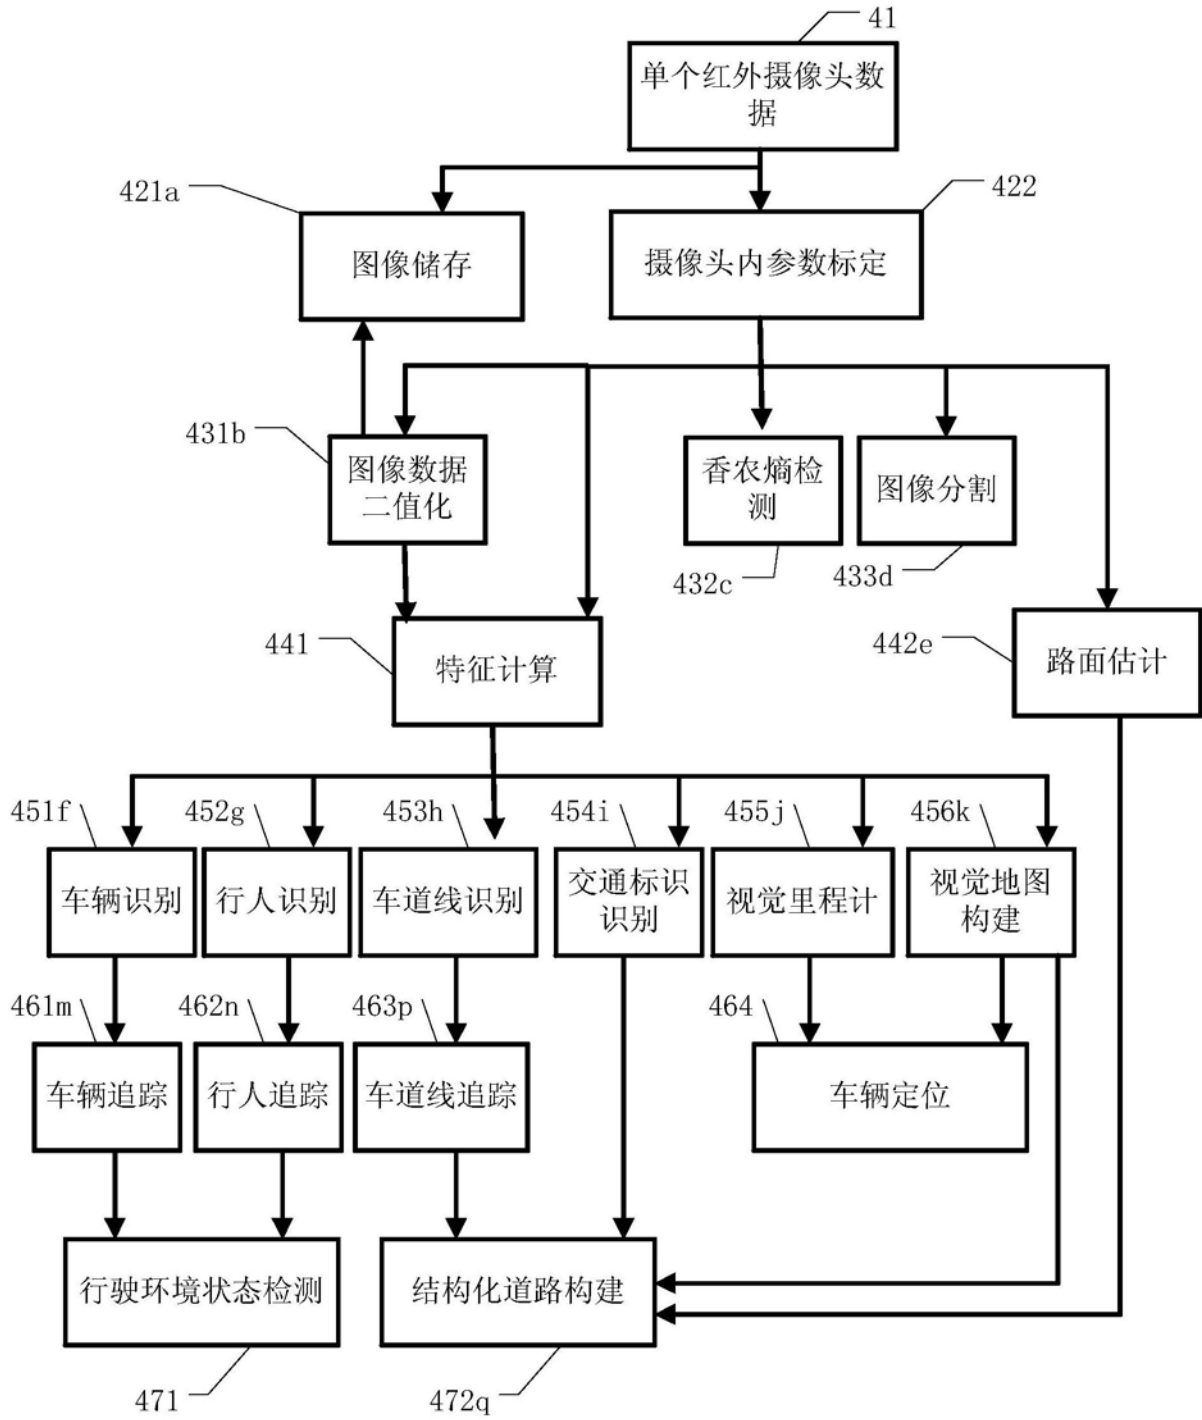 41
单个红外摄像头数
据
421a
422
图像储存
摄像头内参数标定
431b
图像数据
二值化
香农熵检
测
图像分割
432c
433d
441
442e
特征计算
路面估计
451f
452g
453h
454i
455j
456k
车辆识别
行人识别
车道线识别
交通标识
识别
视觉里程计
视觉地图
构建
461m
462n
463p
464
车辆追踪
行人追踪
车道线追踪
车辆定位
行驶环境状态检测
结构化道路构建
471
472q